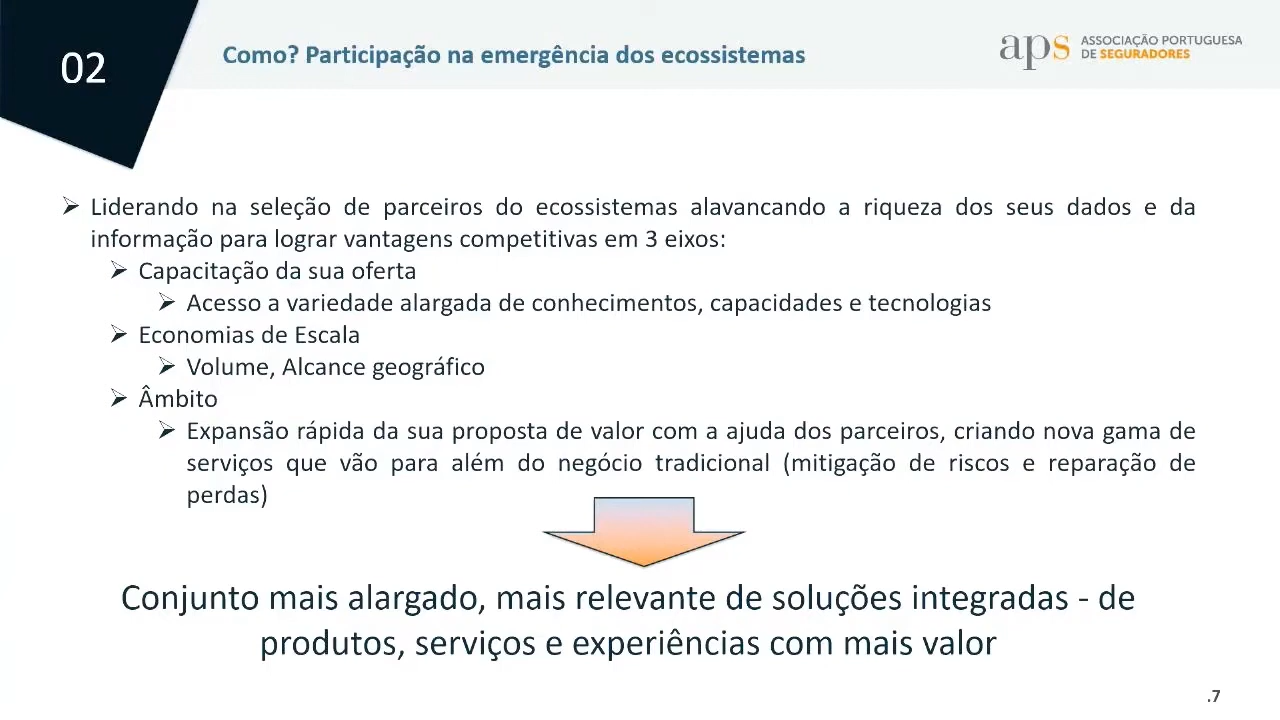 02
Como? Participação na emergência dos ecossistemas
aps ASSOCIAÇÃO PORTUGUESA
DE SEGURADORES
➢ Liderando na seleção de parceiros do ecossistemas alavancando a riqueza dos seus dados e da
informação para lograr vantagens competitivas em 3 eixos:
➢ Capacitação da sua oferta
➢ Acesso a variedade alargada de conhecimentos, capacidades e tecnologias
➢ Economias de Escala
➢ Volume, Alcance geográfico
➢ Âmbito
➢ Expansão rápida da sua proposta de valor com a ajuda dos parceiros, criando nova gama de
serviços que vão para além do negócio tradicional (mitigação de riscos e reparação de
perdas)
Conjunto mais alargado, mais relevante de soluções integradas - de
produtos, serviços e experiências com mais valor
.7